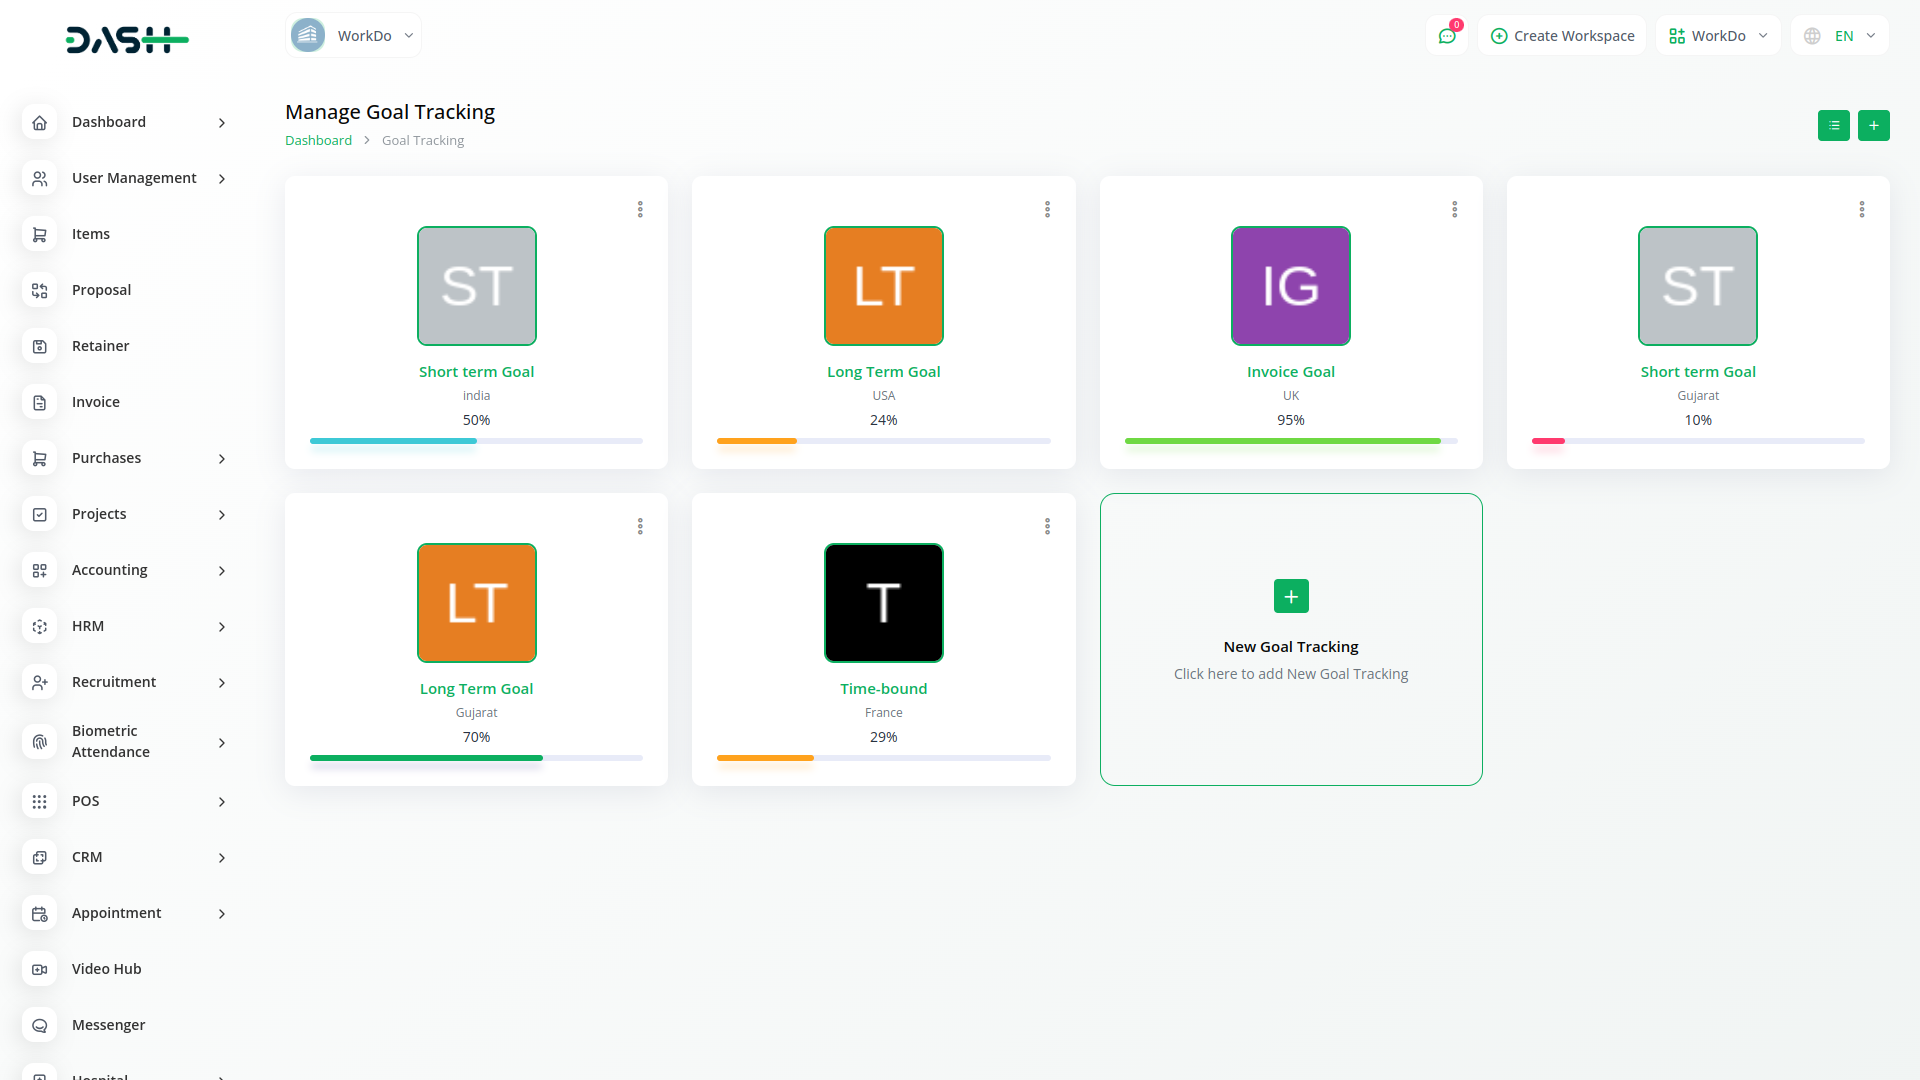 DASH
WorkDo
0
Create Workspace
WorkDo
EN
Dashboard
User Management
Items
Proposal
Retainer
Invoice
Purchases
Projects
Accounting
HRM
Recruitment
Biometric
Attendance
POS
CRM
Appointment
Video Hub
Messenger
Hospital
Manage Goal Tracking
Dashboard > Goal Tracking
ST
Short term Goal
india
50%
LT
Long Term Goal
USA
24%
IG
Invoice Goal
UK
95%
ST
Short term Goal
Gujarat
10%
LT
Long Term Goal
Gujarat
70%
T
Time-bound
France
29%
New Goal Tracking
Click here to add New Goal Tracking